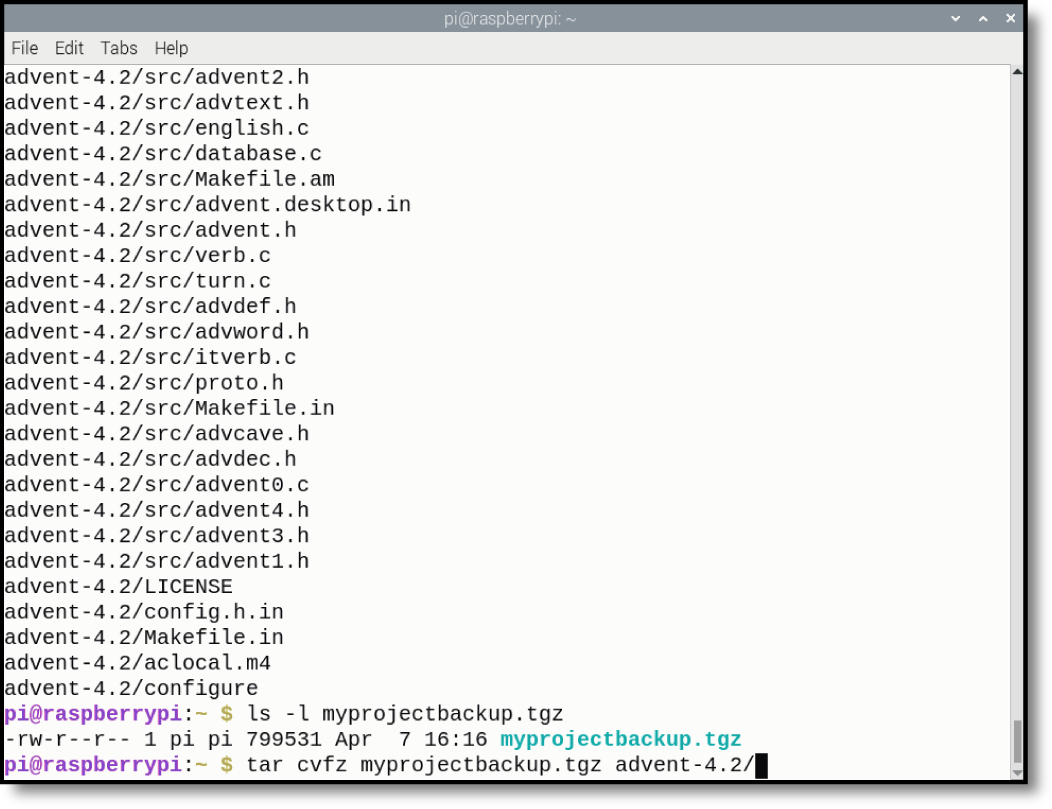 pi@raspberrypi: ~
File Edit Tabs Help
advent-4.2/src/advent2.h
advent-4.2/src/advtext.h
advent-4.2/src/english.c
advent-4.2/src/database.c
advent-4.2/src/Makefile.am
advent-4.2/src/advent.desktop.in
advent-4.2/src/advent.h
advent-4.2/src/verb.c
advent-4.2/src/turn.c
advent-4.2/src/advdef.h
advent-4.2/src/advword.h
advent-4.2/src/itverb.c
advent-4.2/src/proto.h
advent-4.2/src/Makefile.in
advent-4.2/src/advcave.h
advent-4.2/src/advdec.h
advent-4.2/src/advent0.c
advent-4.2/src/advent4.h
advent-4.2/src/advent3.h
advent-4.2/src/advent1.h
advent-4.2/LICENSE
advent-4.2/config.h.in
advent-4.2/Makefile.in
advent-4.2/aclocal.m4
advent-4.2/configure
pi@raspberrypi:~ $ ls -l myprojectbackup.tgz
-rw-r--r-- 1 pi pi 799531 Apr  7 16:16 myprojectbackup.tgz
pi@raspberrypi:~ $ tar cvfz myprojectbackup.tgz advent-4.2/